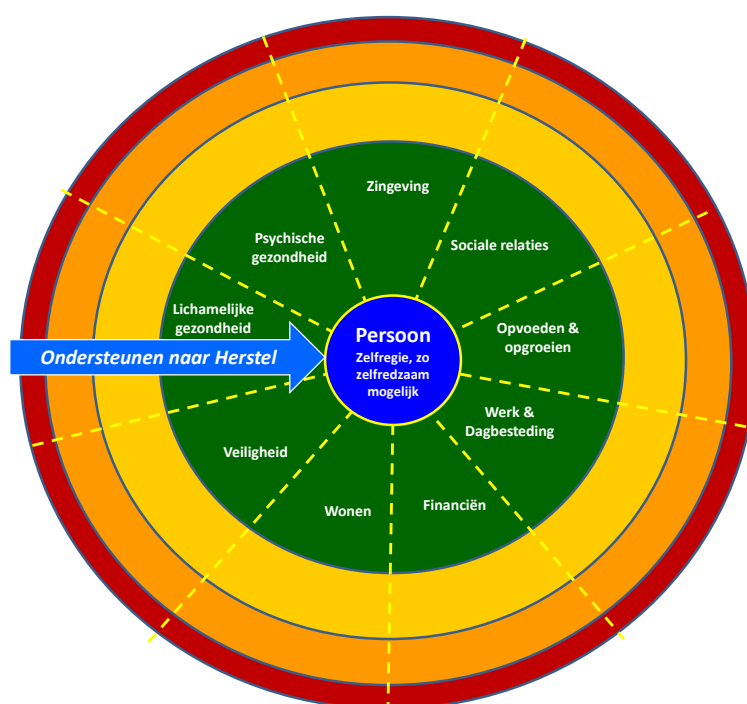 Zingeving
Psychische
gezondheid
Sociale relaties
Lichamelijke
gezondheid
Opvoeden &
opgroeien
Persoon
Zelfregie, zo
zelfredzaam
mogelijk
Ondersteunen naar Herstel
Werk &
Dagbesteding
Veiligheid
Wonen
Financiën